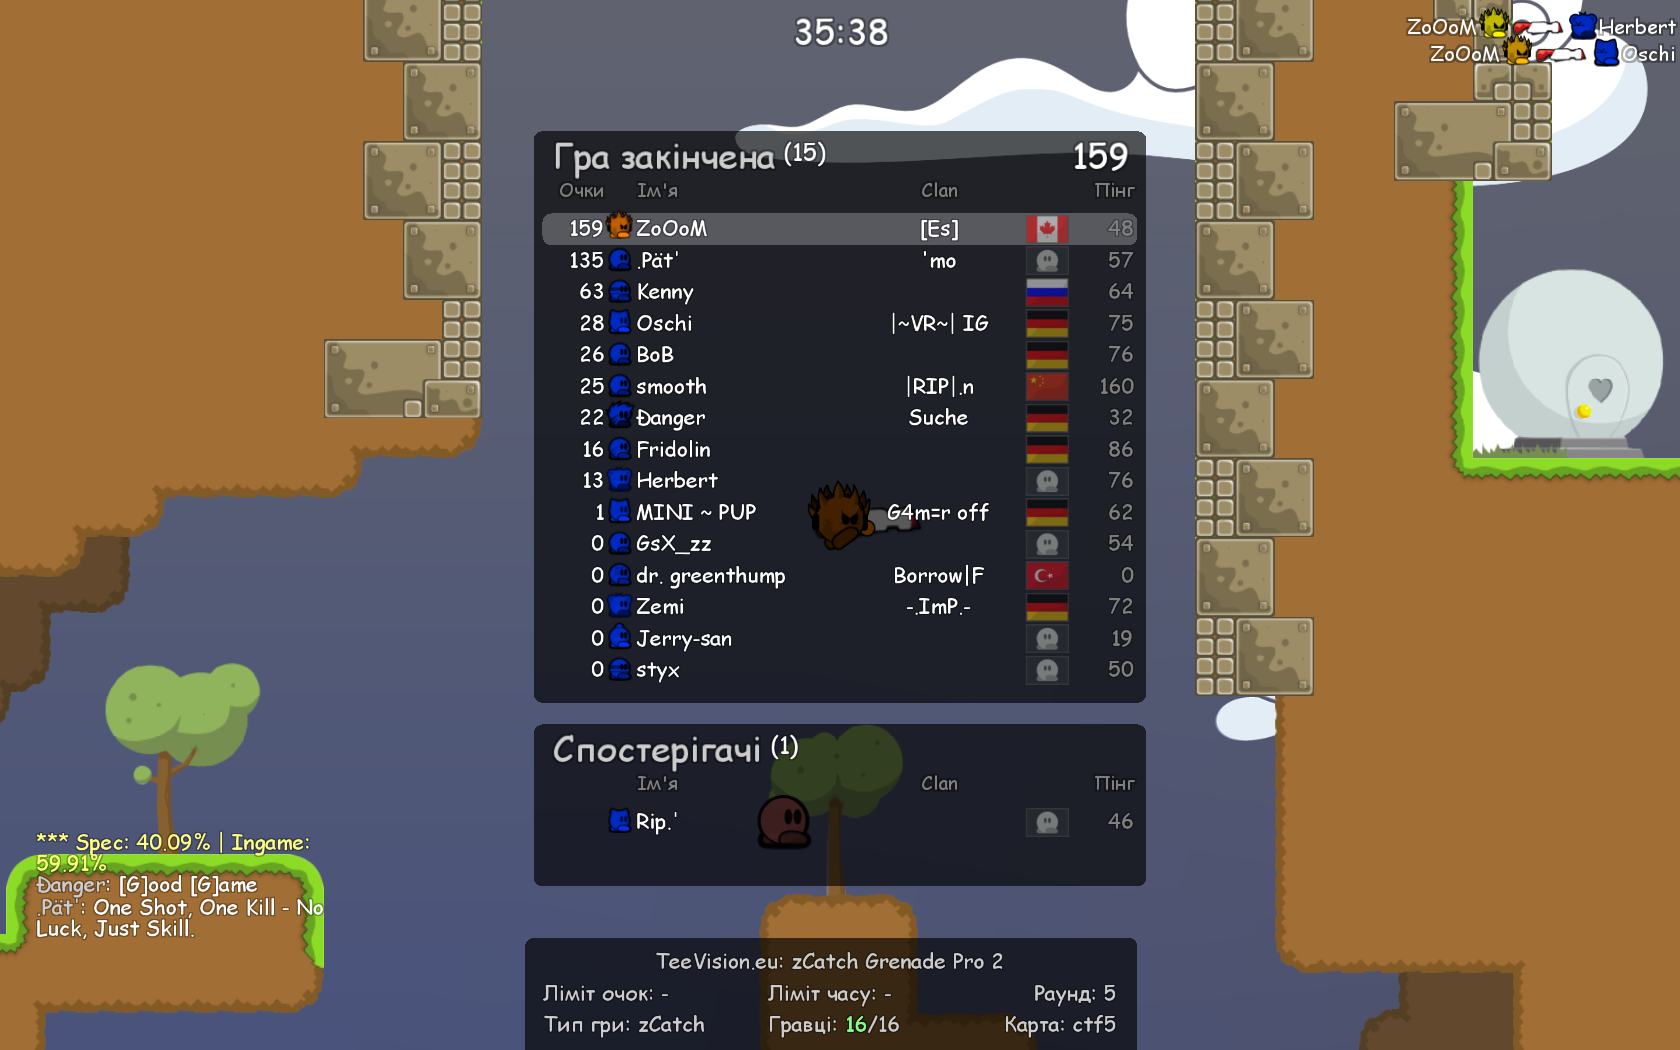 35:38
ZoOoM Herbert
ZoOoM Oschi
Гра закінчена (15) 159
Очки Ім'я Clan Пінг
159 ZoOoM [Es] 48
135 .Pät' 'mo 57
63 Kenny 64
28 Oschi |~VR~| IG 75
26 BoB 76
25 smooth |RIP|.n 160
22 Đanger Suche 32
16 Fridolin 86
13 Herbert 76
1 MINI ~ PUP G4m=r off 62
0 GsX_zz 54
0 dr. greenthump Borrow|F 0
0 Zemi -.ImP.- 72
0 Jerry-san 19
0 styx 50
Спостерігачі (1)
Ім'я Clan Пінг
Rip.' 46
*** Spec: 40.09% | Ingame:
59.91%
Đanger: [G]ood [G]ame
.Pät': One Shot, One Kill - No
Luck, Just Skill.
TeeVision.eu: zCatch Grenade Pro 2
Ліміт очок: - Ліміт часу: - Раунд: 5
Тип гри: zCatch Гравці: 16/16 Карта: ctf5